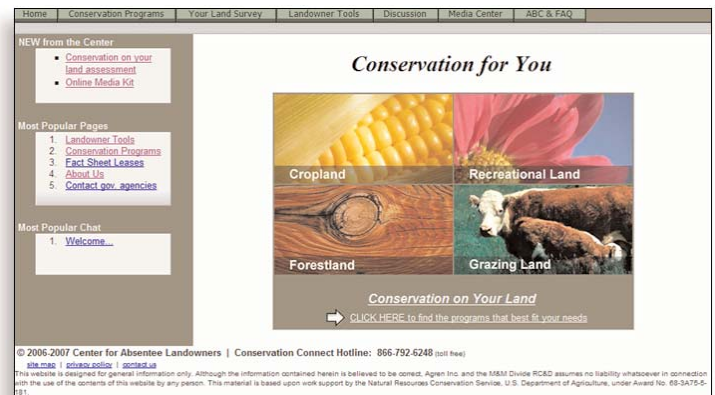 Home Conservation Programs Your Land Survey Landowner Tools Discussion Media Center ABC & FAQ
NEW from the Center
Conservation on your
land assessment
Online Media Kit
Most Popular Pages
1. Landowner Tools
2. Conservation Programs
3. Fact Sheet Leases
4. About Us
5. Contact gov. agencies
Most Popular Chat
1. Welcome...
Conservation for You
Cropland
Recreational Land
Forestland
Grazing Land
Conservation on Your Land
CLICK HERE to find the programs that best fit your needs
© 2006-2007 Center for Absentee Landowners | Conservation Connect Hotline: 866-792-6248 (toll free)
site map | privacy policy | contact us
This website is designed for general information only. Although the information contained herein is believed to be correct, Agren Inc. and the M&M Divide RC&D assumes no liability whatsoever in connection
with the use of the contents of this website by any person. This material is based upon work support by the Natural Resources Conservation Service, U.S. Department of Agriculture, under Award No. 68-3A75-6-
181.